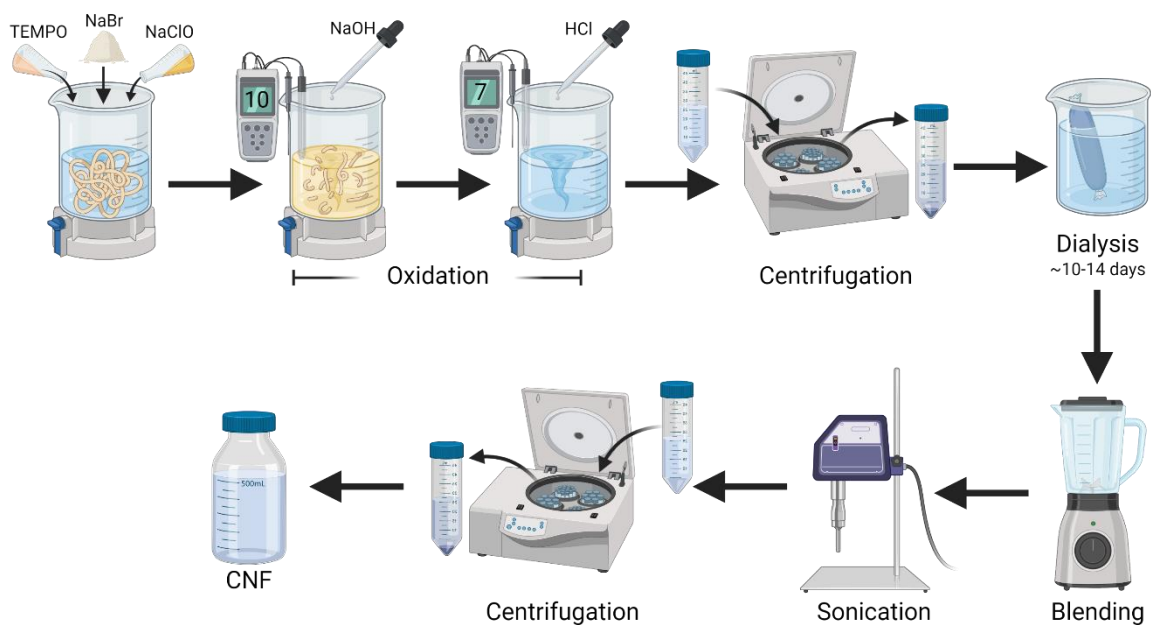 TEMPO
NaBr
NaClO
10
NaOH
7
HCl
Oxidation
Centrifugation
Dialysis
~10-14 days
500mL
CNF
Centrifugation
Sonication
Blending